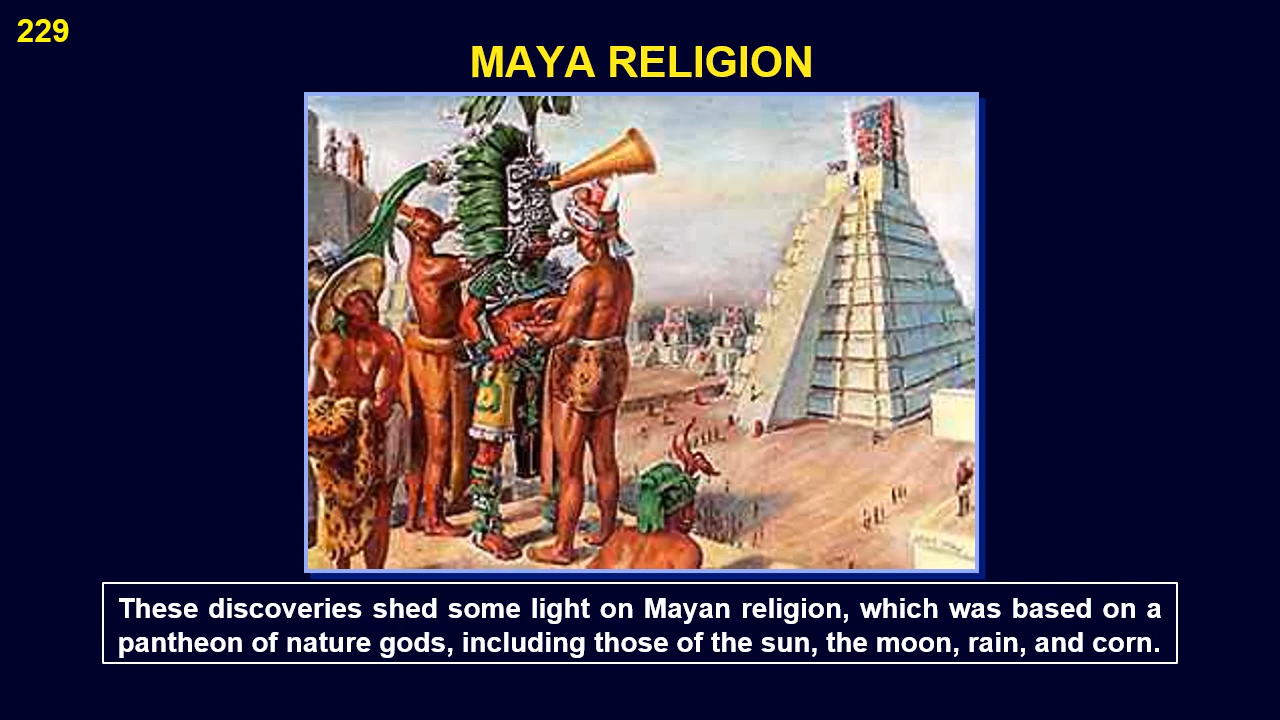 229
MAYA RELIGION
These discoveries shed some light on Mayan religion, which was based on a
pantheon of nature gods, including those of the sun, the moon, rain, and corn.